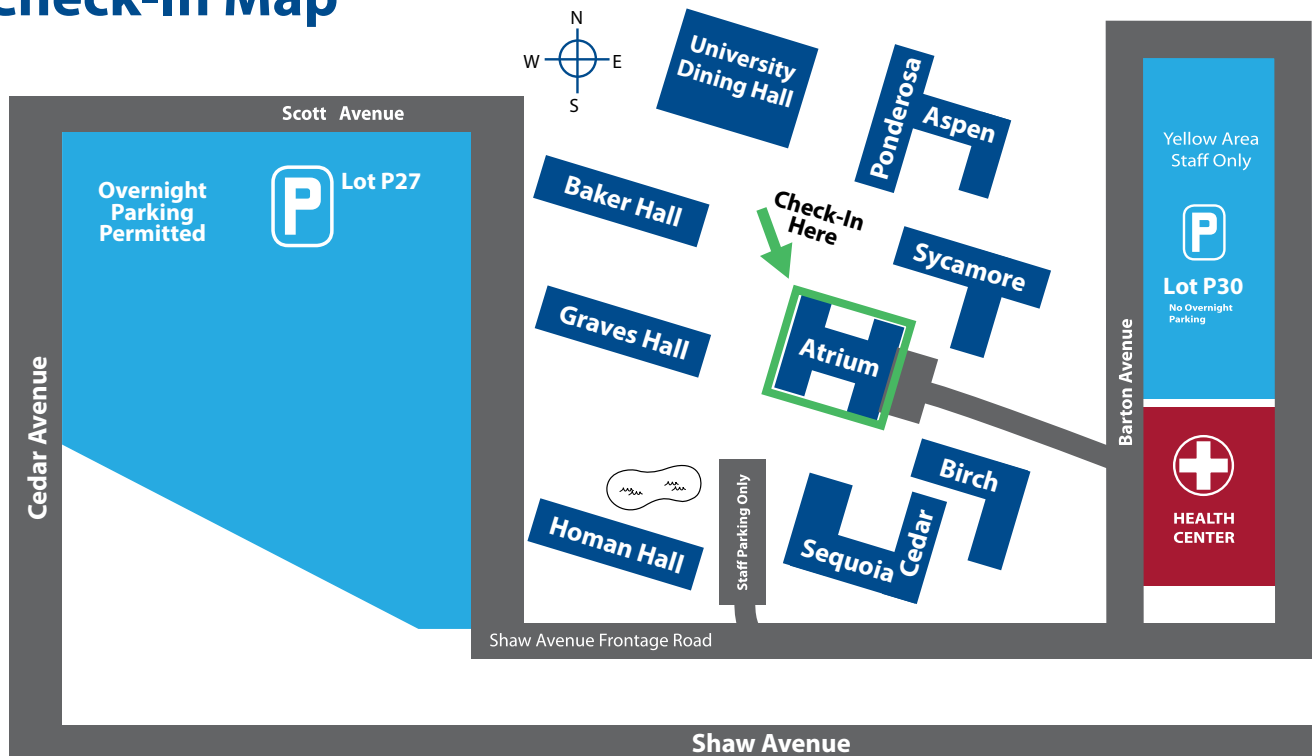 Check-In Map
N
W
E
S
University
Dining Hall
Ponderosa
Aspen
Scott Avenue
Overnight
Parking
Permitted
P
Lot P27
Baker Hall
Check-In
Here
Sycamore
Yellow Area
Staff Only
P
Lot P30
No Overnight
Parking
Graves Hall
Atrium
Barton Avenue
Cedar Avenue
Birch
HEALTH
CENTER
Homan Hall
Staff Parking Only
Sequoia
Cedar
Shaw Avenue Frontage Road
Shaw Avenue